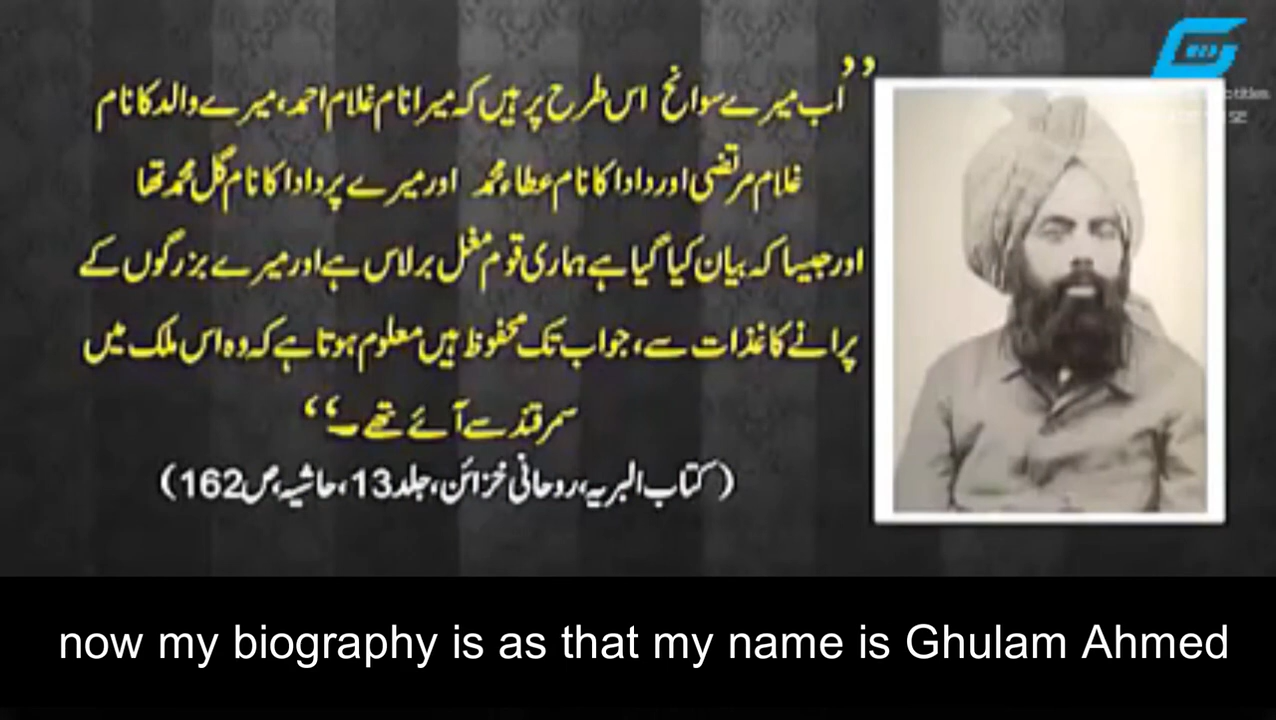 ”اب میرے سوانح اس طرح پر ہیں کہ میرا نام غلام احمد، میرے والد کا نام
غلام مرتضیٰ اور دادا کا نام عطاء محمد اور میرے پردادا کا نام گل محمد تھا
اور جیسا کہ بیان کیا گیا ہے ہماری قوم مغل برلاس ہے اور میرے بزرگوں کے
پرانے کاغذات سے، جو اب تک محفوظ ہیں معلوم ہوتا ہے کہ وہ اس ملک میں
سمرقند سے آئے تھے۔“
(کتاب البریہ، روحانی خزائن، جلد 13، حاشیہ، ص 162)
now my biography is as that my name is Ghulam Ahmed